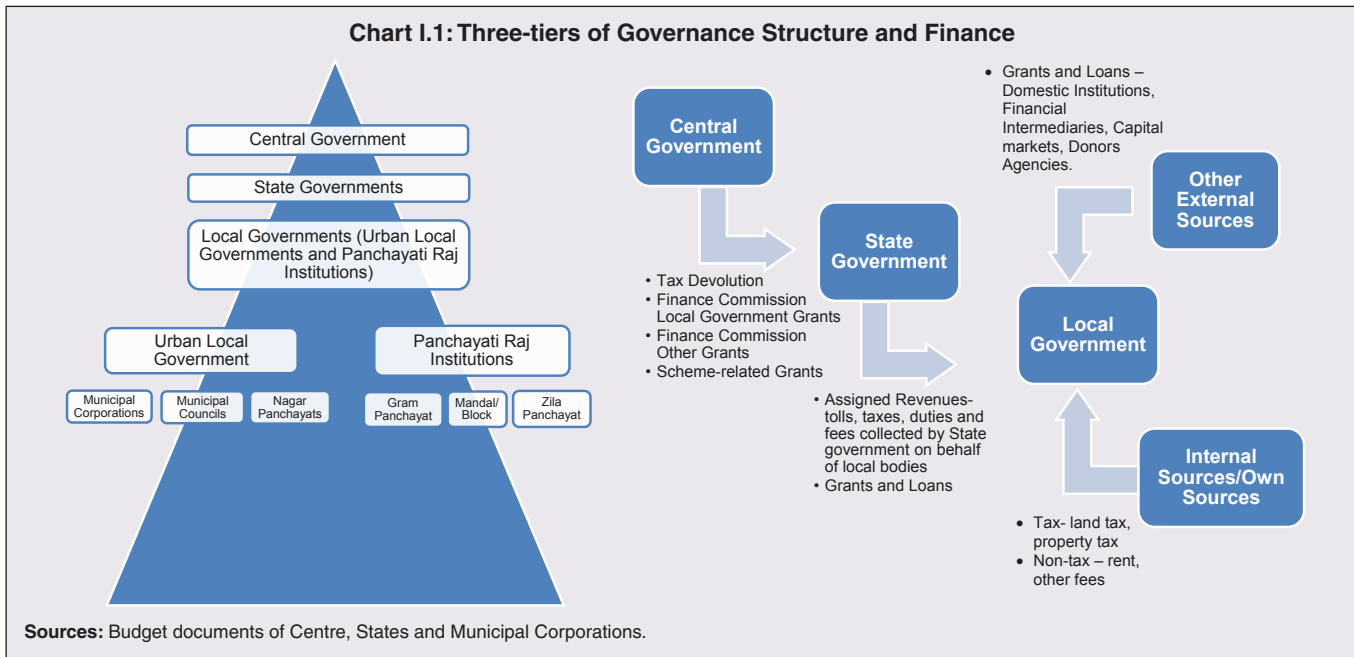 Chart I.1: Three-tiers of Governance Structure and Finance
Central Government
State Governments
Local Governments (Urban Local
Governments and Panchayati Raj
Institutions)
Urban Local
Government
Panchayati Raj
Institutions
Municipal
Corporations
Municipal
Councils
Nagar
Panchayats
Gram
Panchayat
Mandal/
Block
Zila
Panchayat
Central
Government
• Tax Devolution
• Finance Commission
Local Government Grants
• Finance Commission
Other Grants
• Scheme-related Grants
State
Government
• Assigned Revenues-
tolls, taxes, duties and
fees collected by State
government on behalf
of local bodies
• Grants and Loans
• Grants and Loans –
Domestic Institutions,
Financial
Intermediaries, Capital
markets, Donors
Agencies.
Other
External
Sources
Local
Government
Internal
Sources/Own
Sources
• Tax- land tax,
property tax
• Non-tax – rent,
other fees
Sources: Budget documents of Centre, States and Municipal Corporations.